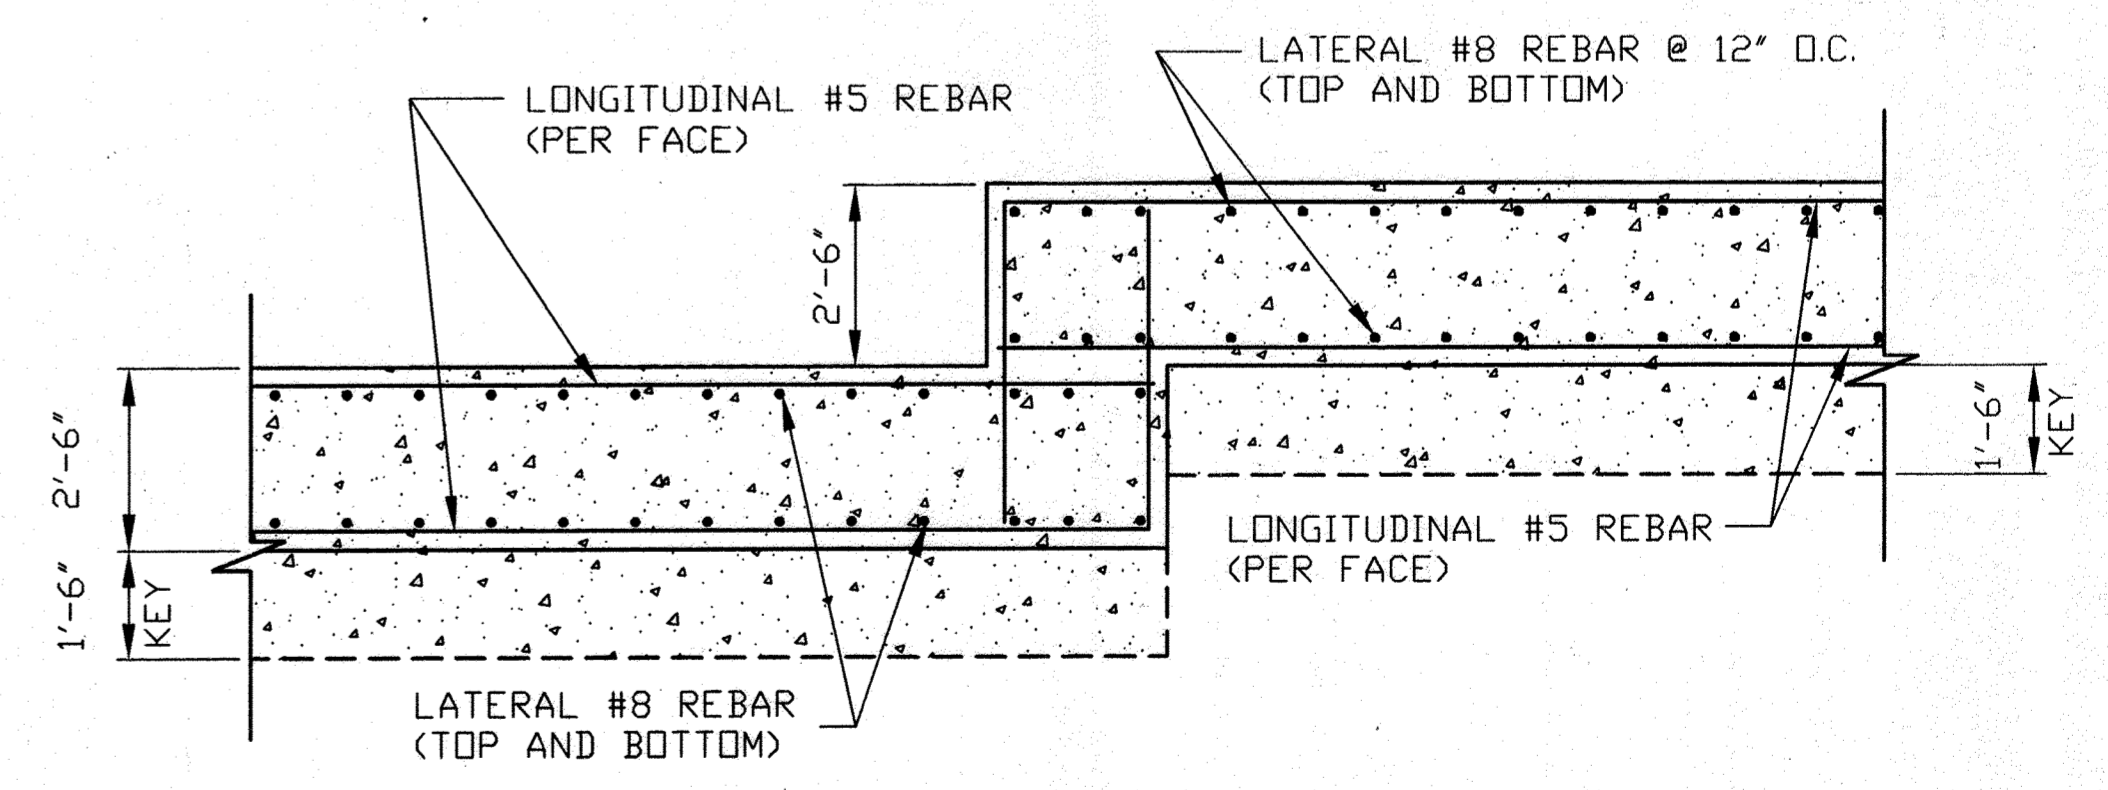 LATERAL #8 REBAR @ 12" O.C.
(TOP AND BOTTOM)
LONGITUDINAL #5 REBAR
(PER FACE)
2'-6"
2'-6"
1'-6"
KEY
1'-6"
KEY
LONGITUDINAL #5 REBAR
(PER FACE)
LATERAL #8 REBAR
(TOP AND BOTTOM)